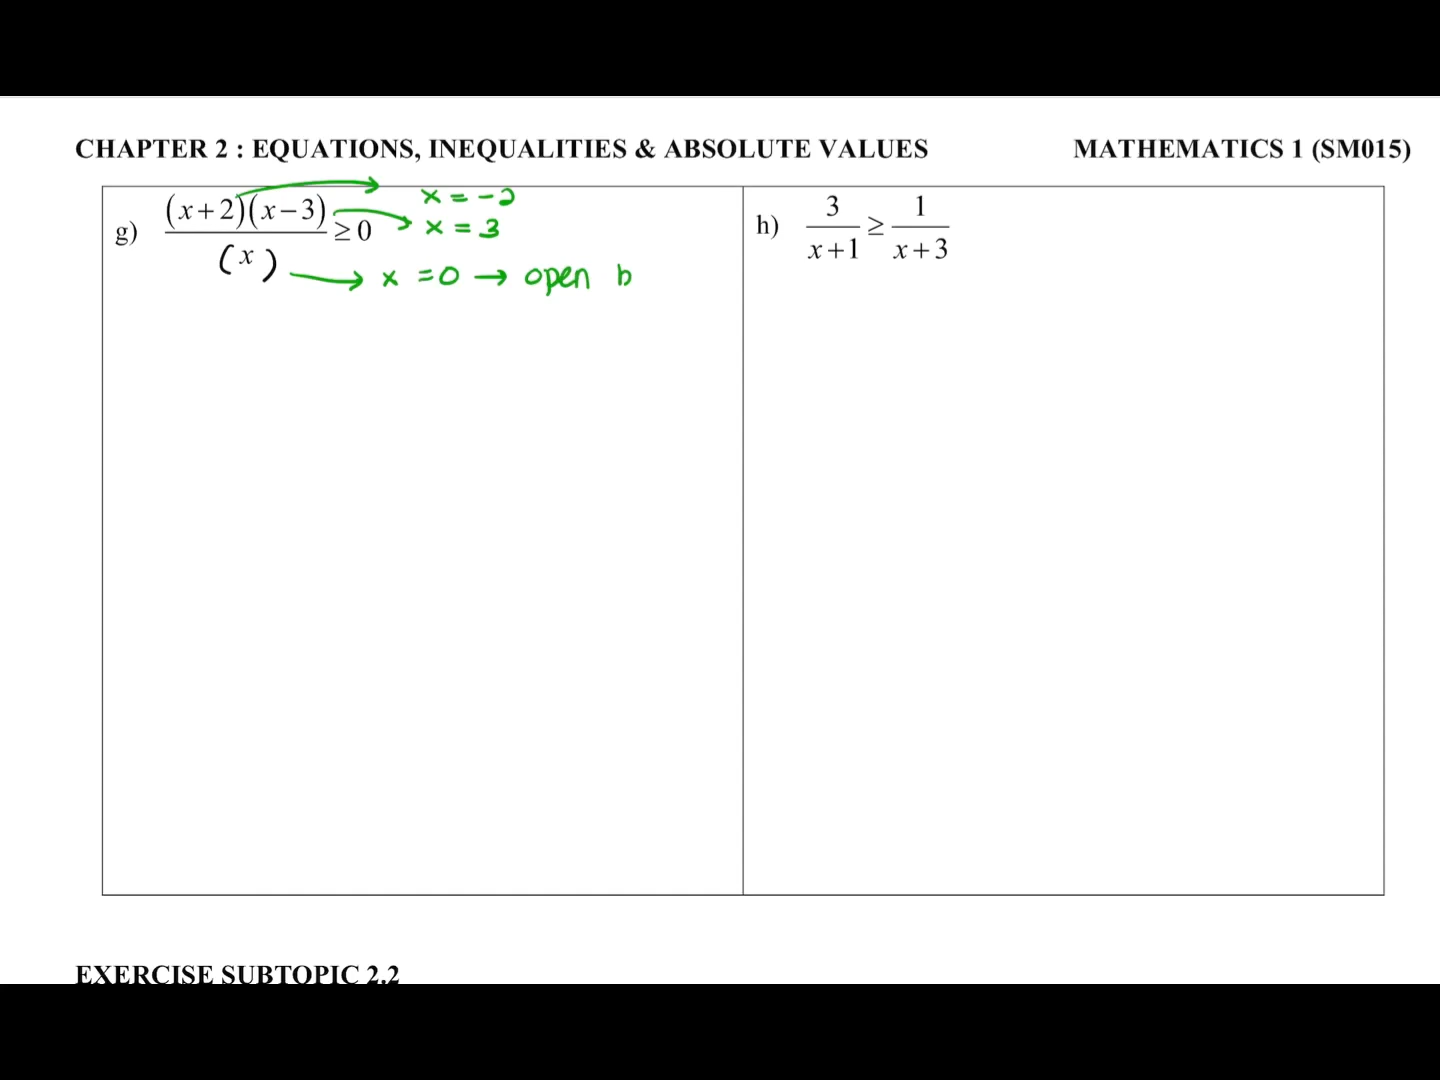 CHAPTER 2 : EQUATIONS, INEQUALITIES & ABSOLUTE VALUES MATHEMATICS 1 (SM015)
g) (x+2)(x−3) / (x) ≥ 0
x = -2
x = 3
x = 0 → open b
h) 3 / x+1 ≥ 1 / x+3
EXERCISE SUBTOPIC 2.2